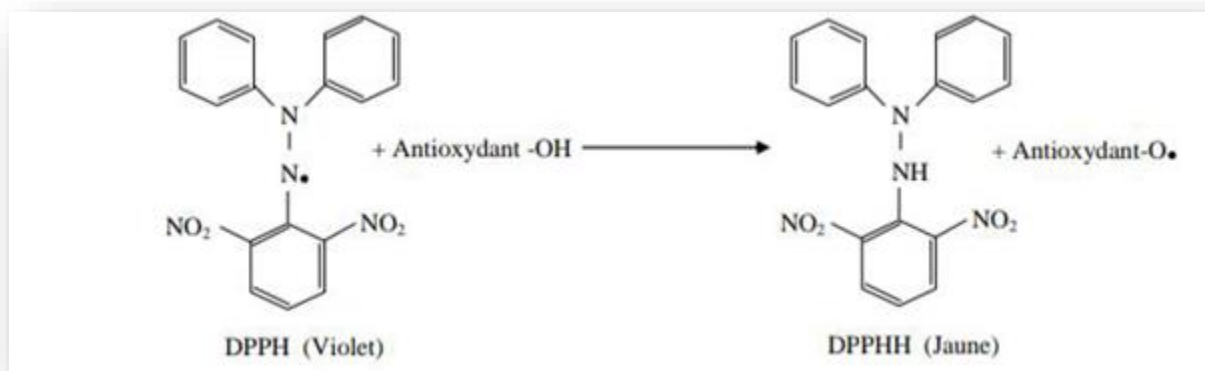 N
N
+ Antioxydant -OH
+ Antioxydant-O•
N•
NH
NO₂
NO₂
NO₂
NO₂
DPPH (Violet)
DPPHH (Jaune)